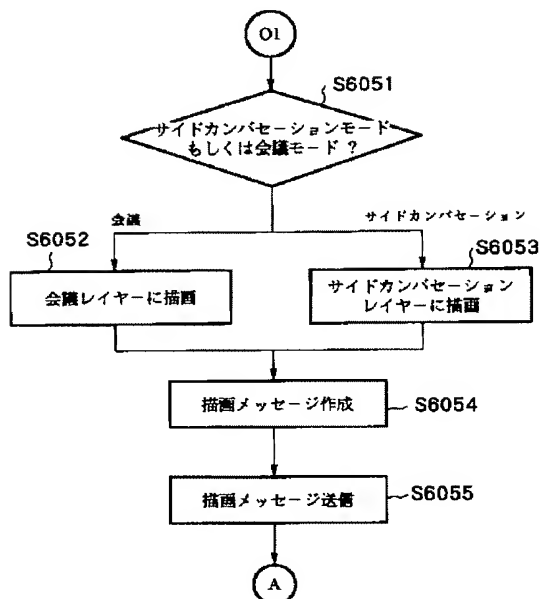 O1
S6051
サイドカンバセーションモード
もしくは会議モード ?
会議
サイドカンバセーション
S6052
S6053
会議レイヤーに描画
サイドカンバセーション
レイヤーに描画
描画メッセージ作成
S6054
描画メッセージ送信
S6055
A